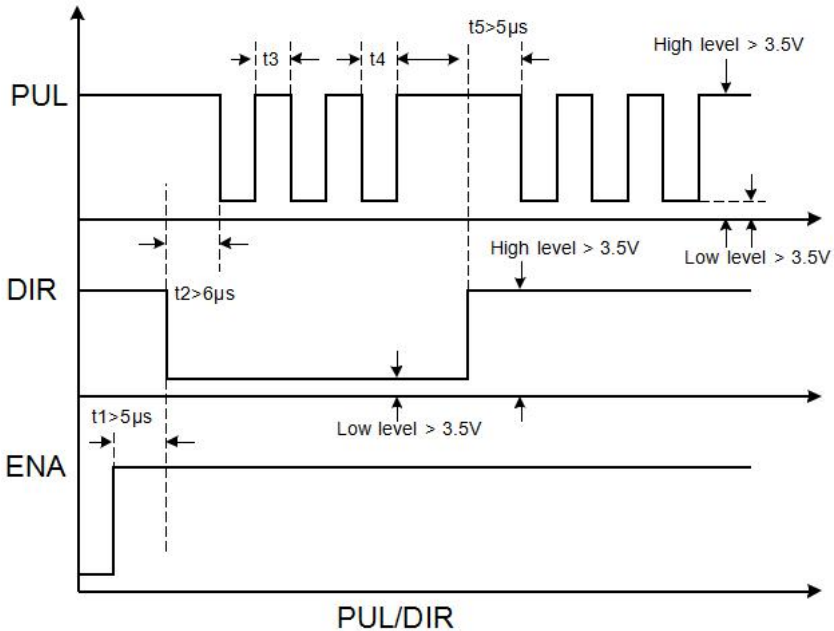 t5>5μs
t3
t4
High level > 3.5V
PUL
High level > 3.5V
Low level > 3.5V
DIR
t2>6μs
t1>5μs
Low level > 3.5V
ENA
PUL/DIR